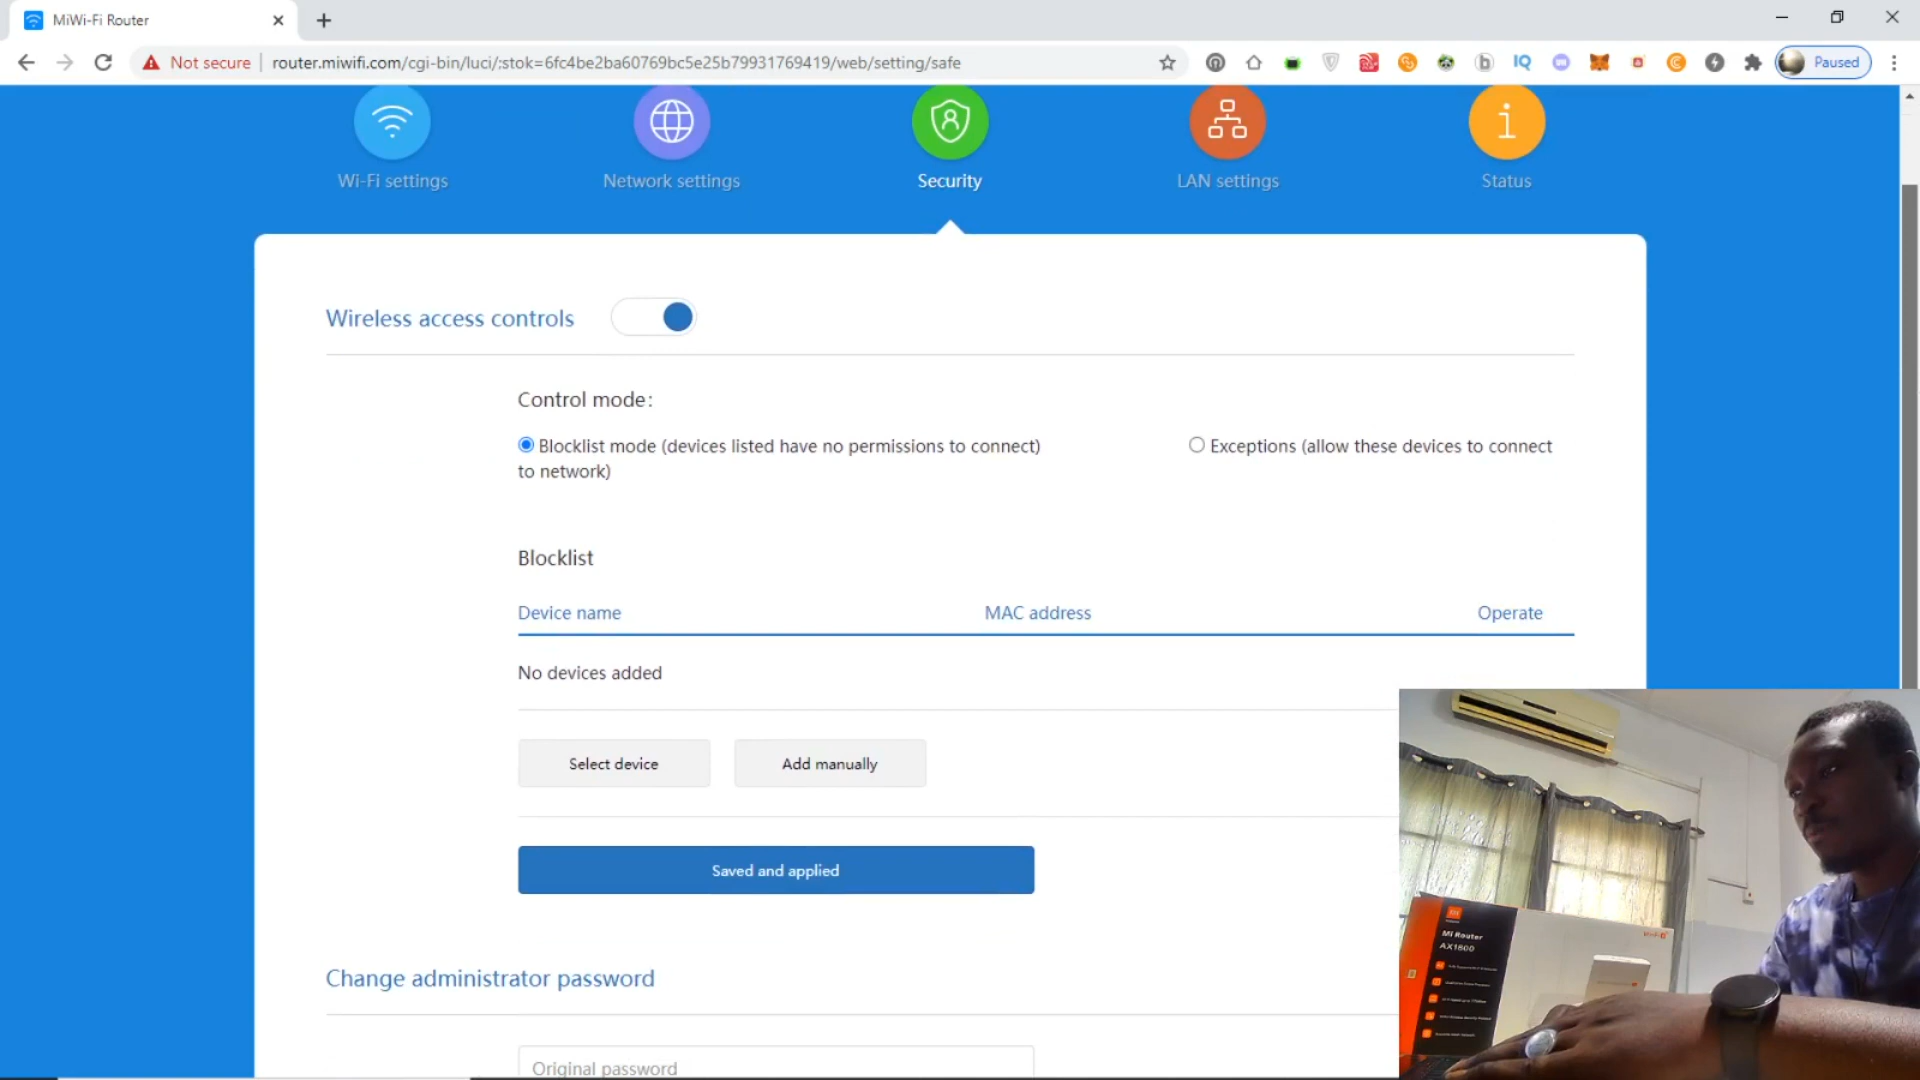 MiWi-Fi Router
Not secure
router.miwifi.com/cgi-bin/luci/;stok=6fc4be2ba60769bc5e25b79931769419/web/setting/safe
IQ
Paused
Wi-Fi settings
Network settings
Security
LAN settings
Status
Wireless access controls
Control mode:
Blocklist mode (devices listed have no permissions to connect)
Exceptions (allow these devices to connect
to network)
Blocklist
Device name
MAC address
Operate
No devices added
Select device
Add manually
Saved and applied
Change administrator password
Original password
Mi Router
AX1800